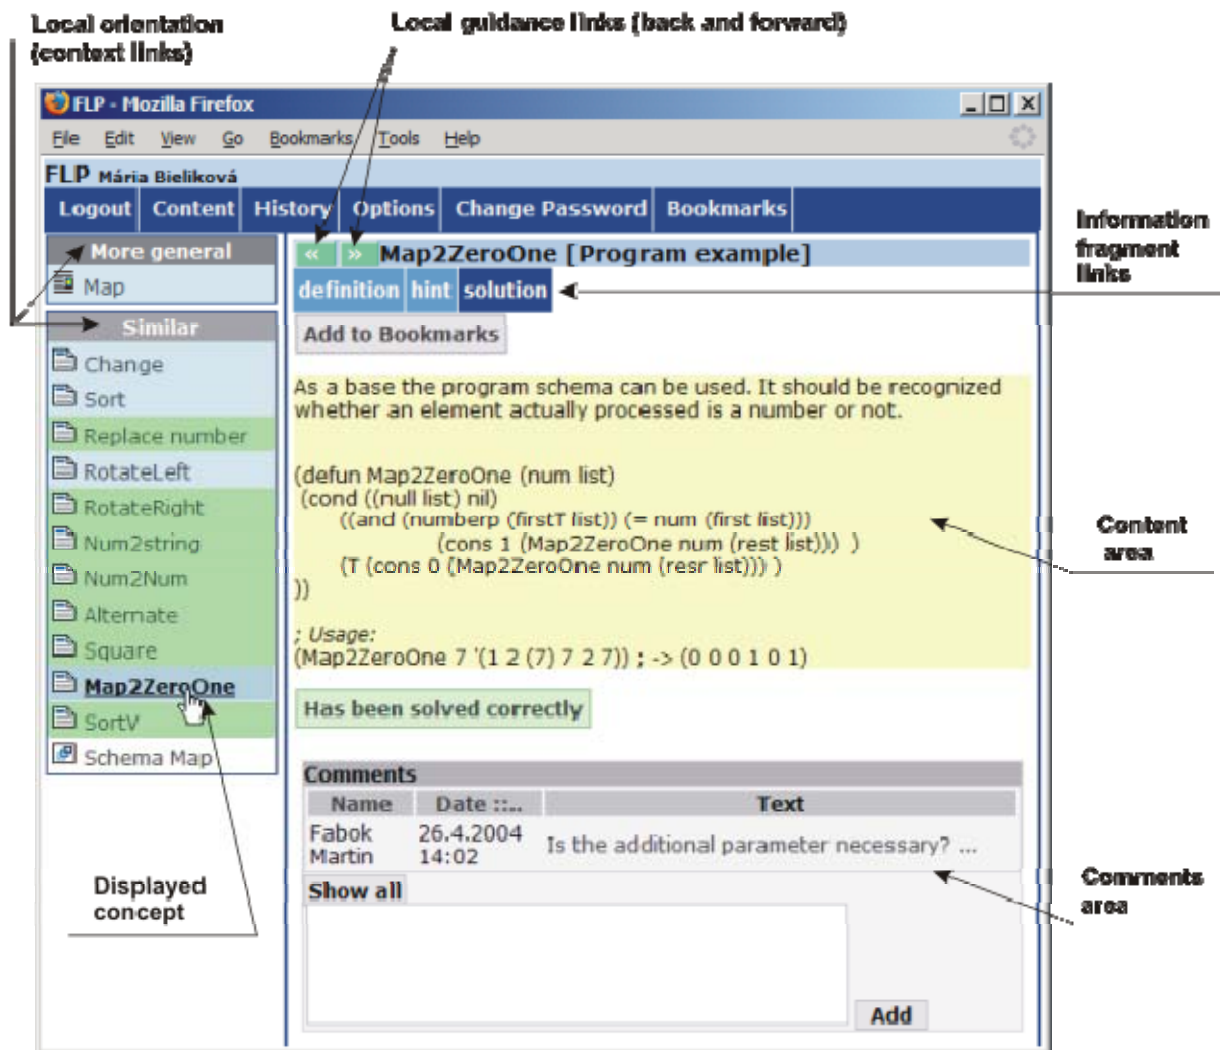 Local orientation
(context links)
Local guidance links (back and forward)
FLP - Mozilla Firefox
File Edit View Go Bookmarks Tools Help
FLP Mária Bieliková
Logout Content History Options Change Password Bookmarks
More general
Map
Similar
Change
Sort
Replace number
RotateLeft
RotateRight
Num2string
Num2Num
Alternate
Square
Map2ZeroOne
SortV
Schema Map
« » Map2ZeroOne [Program example]
definition hint solution
Add to Bookmarks
As a base the program schema can be used. It should be recognized
whether an element actually processed is a number or not.
(defun Map2ZeroOne (num list)
(cond ((null list) nil)
((and (numberp (firstT list)) (= num (first list)))
(cons 1 (Map2ZeroOne num (rest list))) )
(T (cons 0 (Map2ZeroOne num (resr list))) )
))
; Usage:
(Map2ZeroOne 7 '(1 2 (7) 7 2 7)) ; -> (0 0 0 1 0 1)
Has been solved correctly
Comments
Name Date ::.. Text
Fabok
Martin
26.4.2004
14:02
Is the additional parameter necessary? ...
Show all
Add
Information
fragment
links
Content
area
Comments
area
Displayed
concept